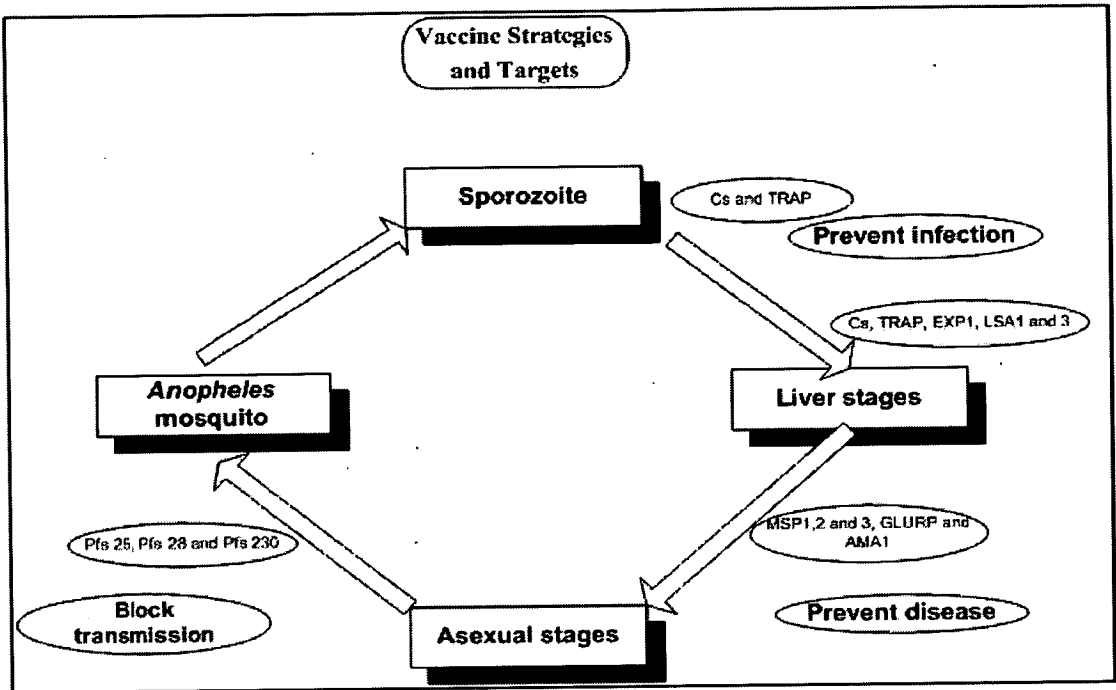 Vaccine Strategies
and Targets
Sporozoite
Cs and TRAP
Prevent infection
Cs, TRAP, EXP1, LSA1 and 3
Anopheles
mosquito
Liver stages
MSP1,2 and 3, GLURP and
AMA1
Pfs 25, Pfs 28 and Pfs 230
Block
transmission
Prevent disease
Asexual stages